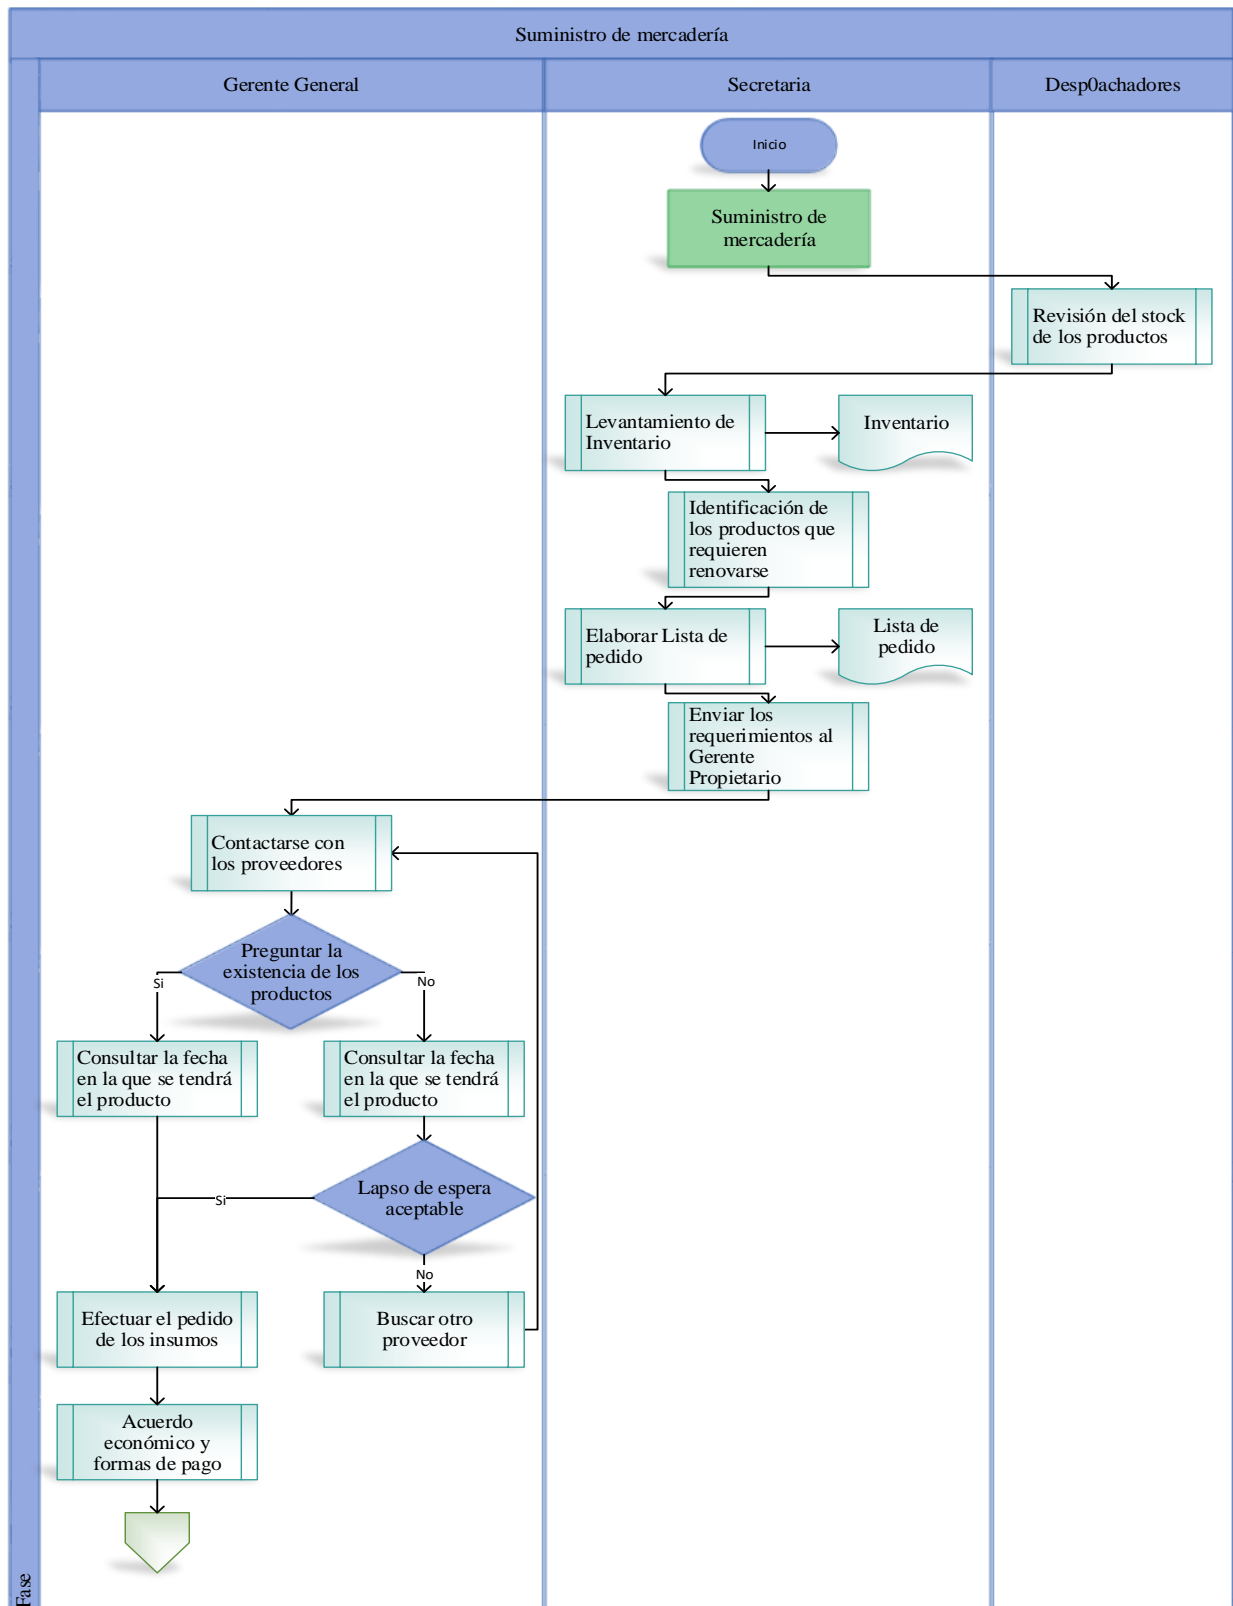 Suministro de mercadería
Gerente General
Secretaria
Desp0achadores
Inicio
Suministro de
mercadería
Revisión del stock
de los productos
Levantamiento de
Inventario
Inventario
Identificación de
los productos que
requieren
renovarse
Elaborar Lista de
pedido
Lista de
pedido
Enviar los
requerimientos al
Gerente
Propietario
Contactarse con
los proveedores
Preguntar la
existencia de los
productos
Si
No
Consultar la fecha
en la que se tendrá
el producto
Consultar la fecha
en la que se tendrá
el producto
Lapso de espera
aceptable
Si
No
Efectuar el pedido
de los insumos
Buscar otro
proveedor
Acuerdo
económico y
formas de pago
Fase